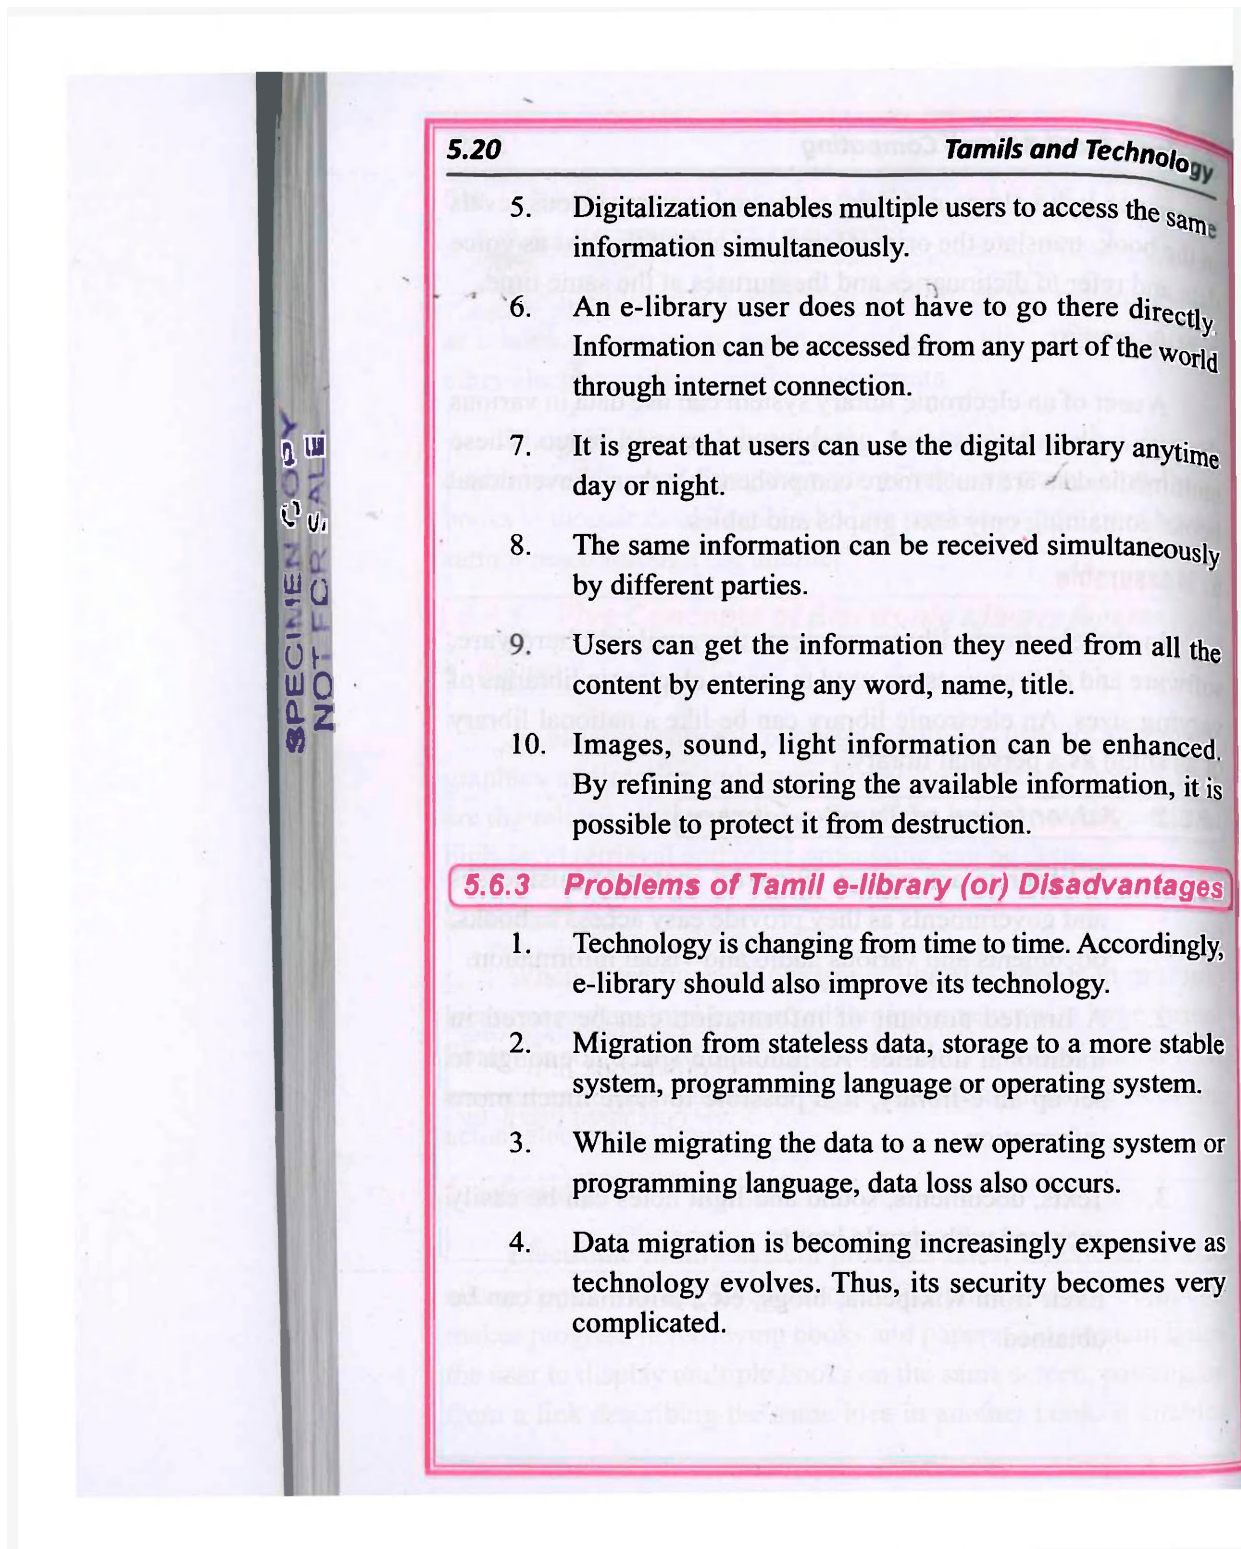 5.20 Tamils and Technology
5. Digitalization enables multiple users to access the same
information simultaneously.
6. An e-library user does not have to go there directly.
Information can be accessed from any part of the world
through internet connection.
7. It is great that users can use the digital library anytime
day or night.
8. The same information can be received simultaneously
by different parties.
9. Users can get the information they need from all the
content by entering any word, name, title.
10. Images, sound, light information can be enhanced.
By refining and storing the available information, it is
possible to protect it from destruction.
5.6.3 Problems of Tamil e-library (or) Disadvantages
1. Technology is changing from time to time. Accordingly,
e-library should also improve its technology.
2. Migration from stateless data, storage to a more stable
system, programming language or operating system.
3. While migrating the data to a new operating system or
programming language, data loss also occurs.
4. Data migration is becoming increasingly expensive as
technology evolves. Thus, its security becomes very
complicated.
SPECIMEN COPY
NOT FOR SALE